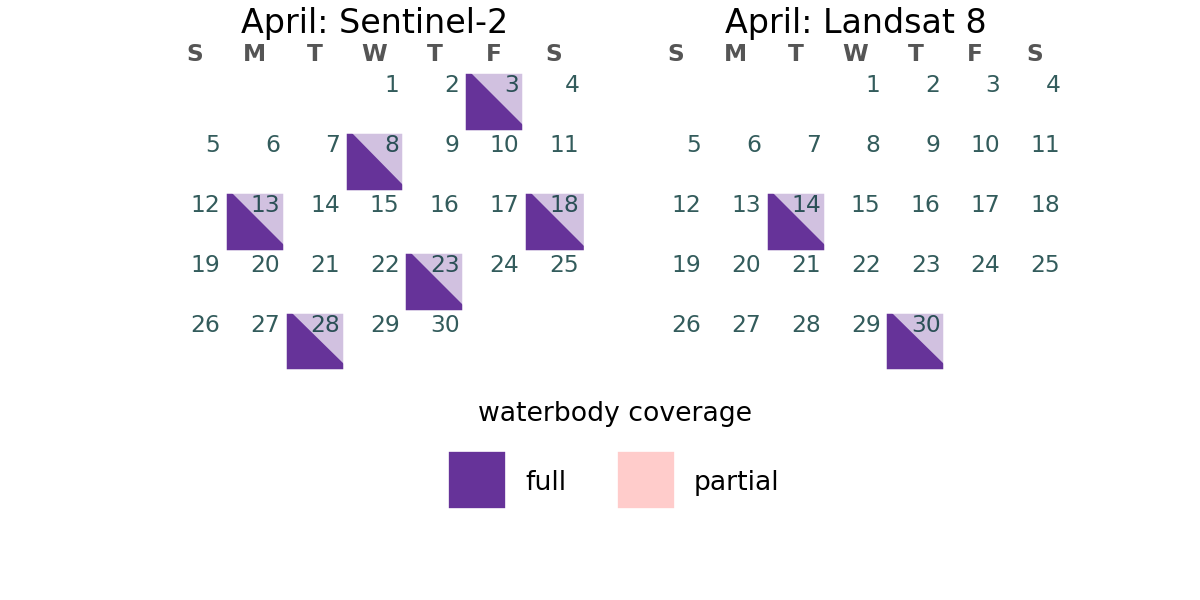 April: Sentinel-2
S M T W T F S
1 2 3 4
5 6 7 8 9 10 11
12 13 14 15 16 17 18
19 20 21 22 23 24 25
26 27 28 29 30
April: Landsat 8
S M T W T F S
1 2 3 4
5 6 7 8 9 10 11
12 13 14 15 16 17 18
19 20 21 22 23 24 25
26 27 28 29 30
waterbody coverage
full
partial